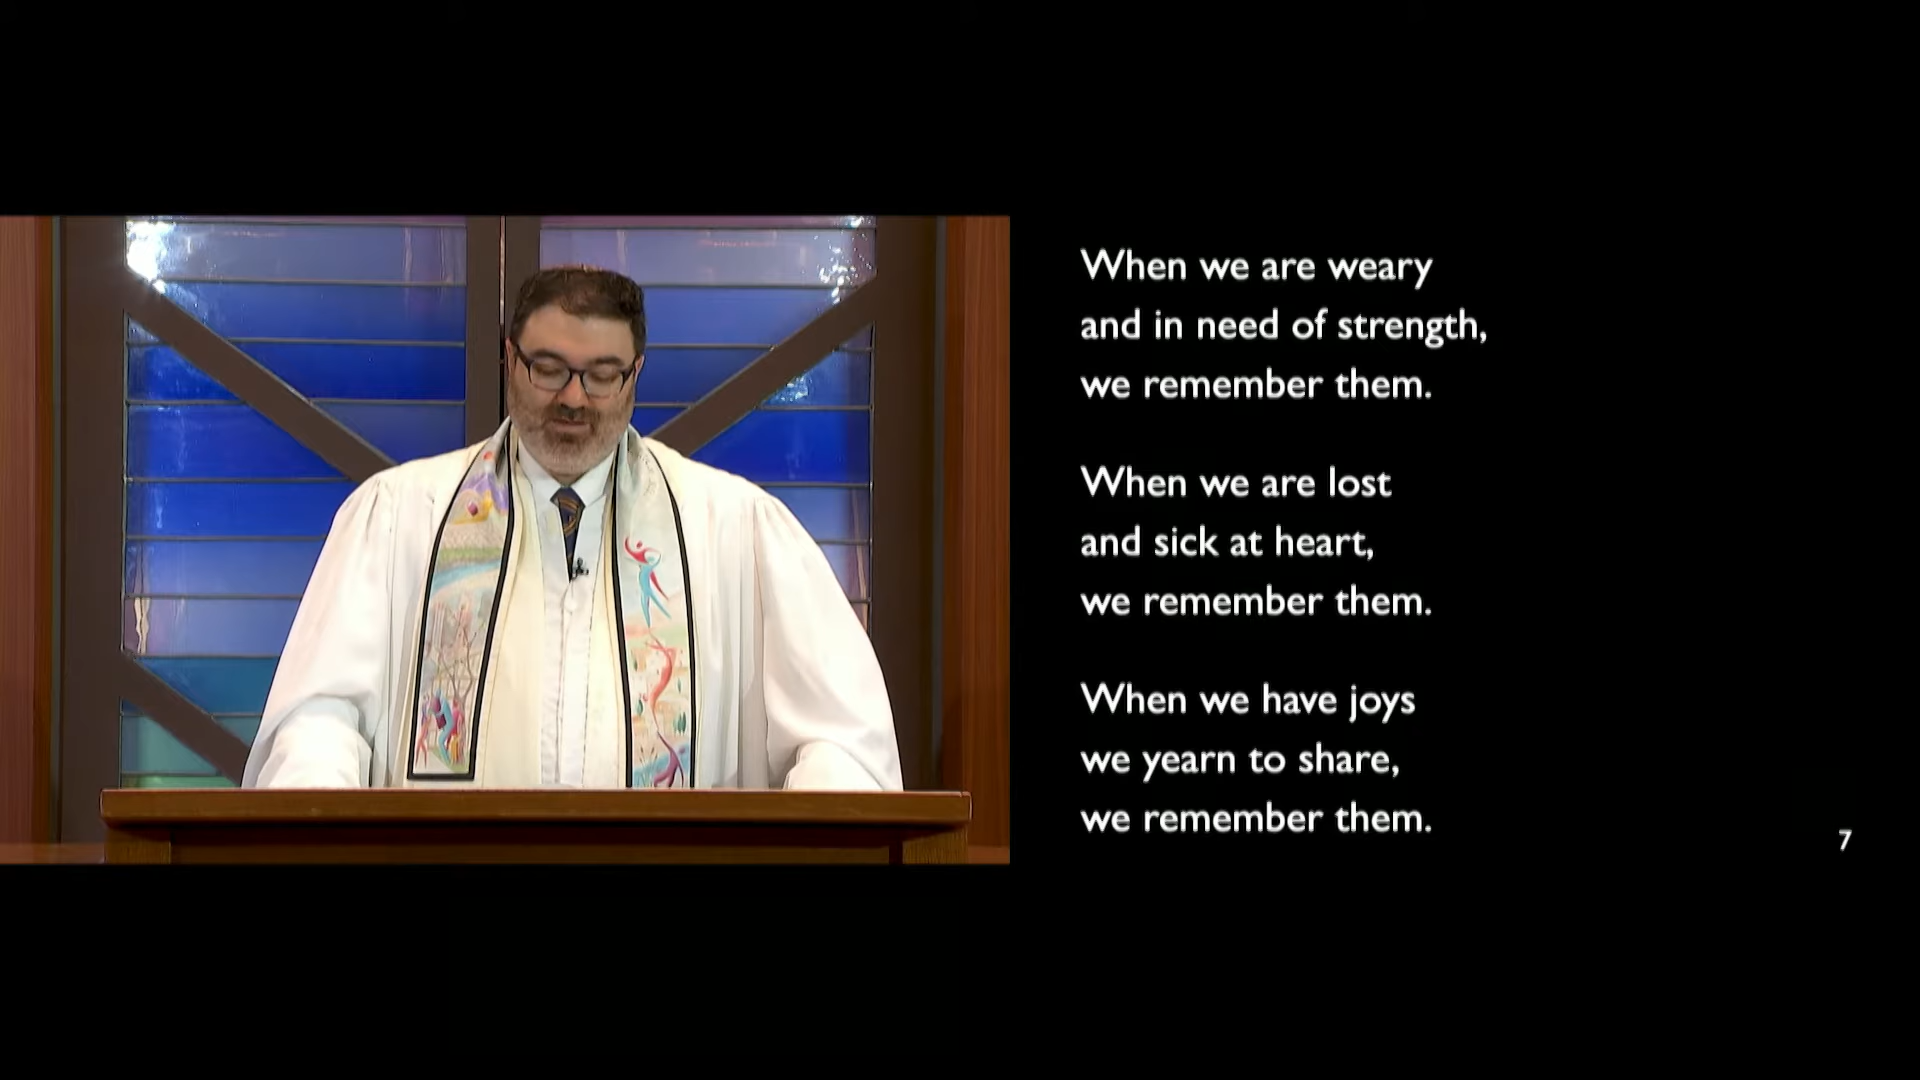 When we are weary
and in need of strength,
we remember them.
When we are lost
and sick at heart,
we remember them.
When we have joys
we yearn to share,
we remember them.
7